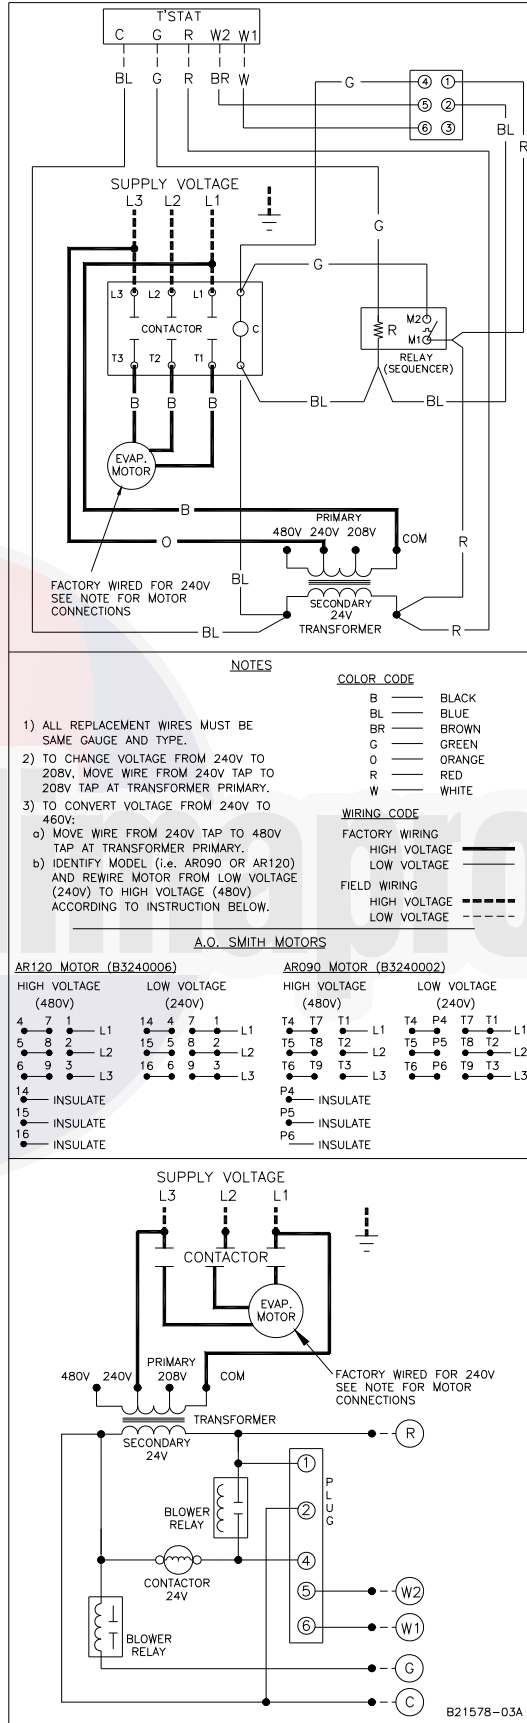 T'STAT
C G R W2 W1
BL G R BR W
G
4 1
5 2
6 3
BL
R
SUPPLY VOLTAGE
L3 L2 L1
G
G
L3 L2 L1
CONTACTOR C
T3 T2 T1
M2
R
M1
RELAY
(SEQUENCER)
B B B
BL BL
EVAP.
MOTOR
B
PRIMARY
480V 240V 208V COM
O
R
BL
FACTORY WIRED FOR 240V
SEE NOTE FOR MOTOR
CONNECTIONS
SECONDARY
24V
TRANSFORMER
BL R
NOTES
1) ALL REPLACEMENT WIRES MUST BE
SAME GAUGE AND TYPE.
2) TO CHANGE VOLTAGE FROM 240V TO
208V, MOVE WIRE FROM 240V TAP TO
208V TAP AT TRANSFORMER PRIMARY.
3) TO CONVERT VOLTAGE FROM 240V TO
460V:
a) MOVE WIRE FROM 240V TAP TO 480V
TAP AT TRANSFORMER PRIMARY.
b) IDENTIFY MODEL (i.e. AR090 OR AR120)
AND REWIRE MOTOR FROM LOW VOLTAGE
(240V) TO HIGH VOLTAGE (480V)
ACCORDING TO INSTRUCTION BELOW.
COLOR CODE
B BLACK
BL BLUE
BR BROWN
G GREEN
O ORANGE
R RED
W WHITE
WIRING CODE
FACTORY WIRING
HIGH VOLTAGE
LOW VOLTAGE
FIELD WIRING
HIGH VOLTAGE
LOW VOLTAGE
A.O. SMITH MOTORS
AR120 MOTOR (B3240006)
HIGH VOLTAGE LOW VOLTAGE
(480V) (240V)
4 7 1 L1 14 4 7 1 L1
5 8 2 L2 15 5 8 2 L2
6 9 3 L3 16 6 9 3 L3
14 INSULATE
15 INSULATE
16 INSULATE
AR090 MOTOR (B3240002)
HIGH VOLTAGE LOW VOLTAGE
(480V) (240V)
T4 T7 T1 L1 T4 P4 T7 T1 L1
T5 T8 T2 L2 T5 P5 T8 T2 L2
T6 T9 T3 L3 T6 P6 T9 T3 L3
P4 INSULATE
P5 INSULATE
P6 INSULATE
SUPPLY VOLTAGE
L3 L2 L1
CONTACTOR
EVAP.
MOTOR
PRIMARY
480V 240V 208V COM
FACTORY WIRED FOR 240V
SEE NOTE FOR MOTOR
CONNECTIONS
TRANSFORMER
SECONDARY
24V
R
1
PLUG
2
BLOWER
RELAY
4
CONTACTOR
24V
5 W2
6 W1
BLOWER
RELAY
G
C
B21578-03A